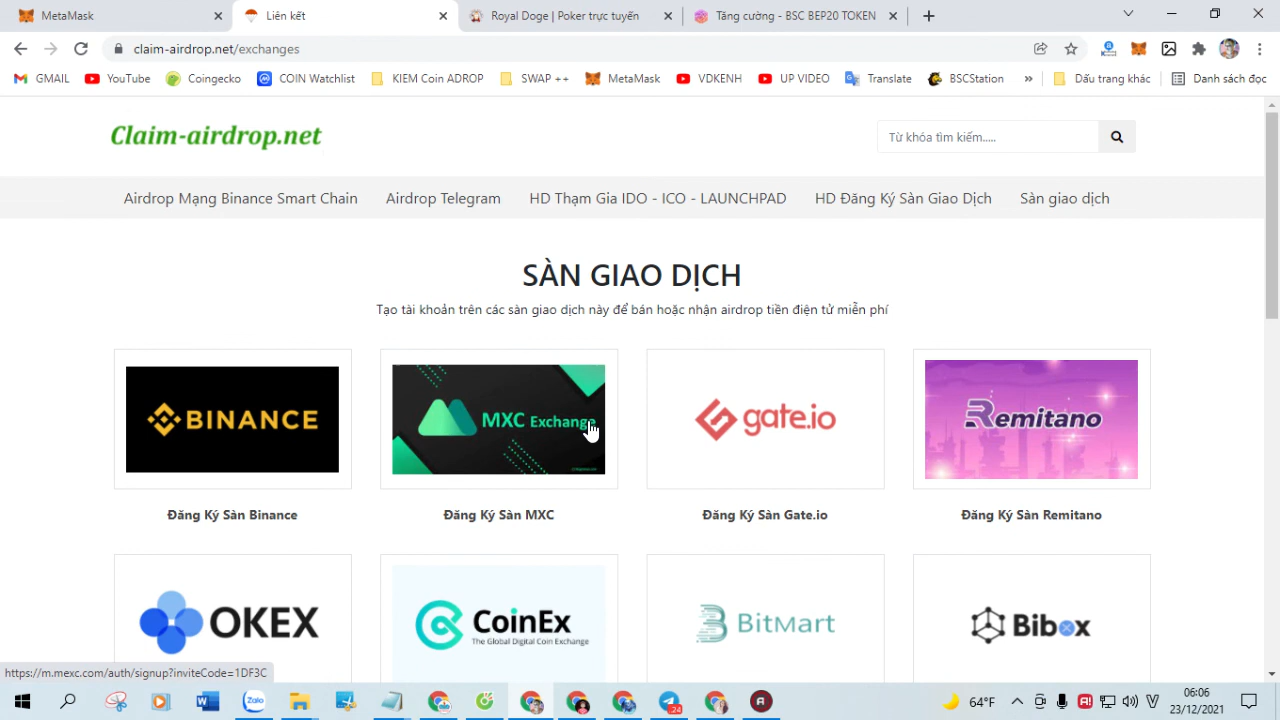 MetaMask
Liên kết
Royal Doge | Poker trực tuyến
Tăng cường - BSC BEP20 TOKEN
claim-airdrop.net/exchanges
GMAIL
YouTube
Coingecko
COIN Watchlist
KIEM Coin ADROP
SWAP ++
MetaMask
VDKENH
UP VIDEO
Translate
BSCStation
»
Dấu trang khác
Danh sách đọc
Claim-airdrop.net
Từ khóa tìm kiếm.....
Airdrop Mạng Binance Smart Chain
Airdrop Telegram
HD Thạm Gia IDO - ICO - LAUNCHPAD
HD Đăng Ký Sàn Giao Dịch
Sàn giao dịch
SÀN GIAO DỊCH
Tạo tài khoản trên các sàn giao dịch này để bán hoặc nhận airdrop tiền điện tử miễn phí
BINANCE
MXC Exchange
gate.io
Remitano
Đăng Ký Sàn Binance
Đăng Ký Sàn MXC
Đăng Ký Sàn Gate.io
Đăng Ký Sàn Remitano
OKEX
CoinEx
The Global Digital Coin Exchange
BitMart
Bibox
https://m.mexc.com/auth/signup?inviteCode=1DF3C
Zalo
24
64°F
06:06
23/12/2021